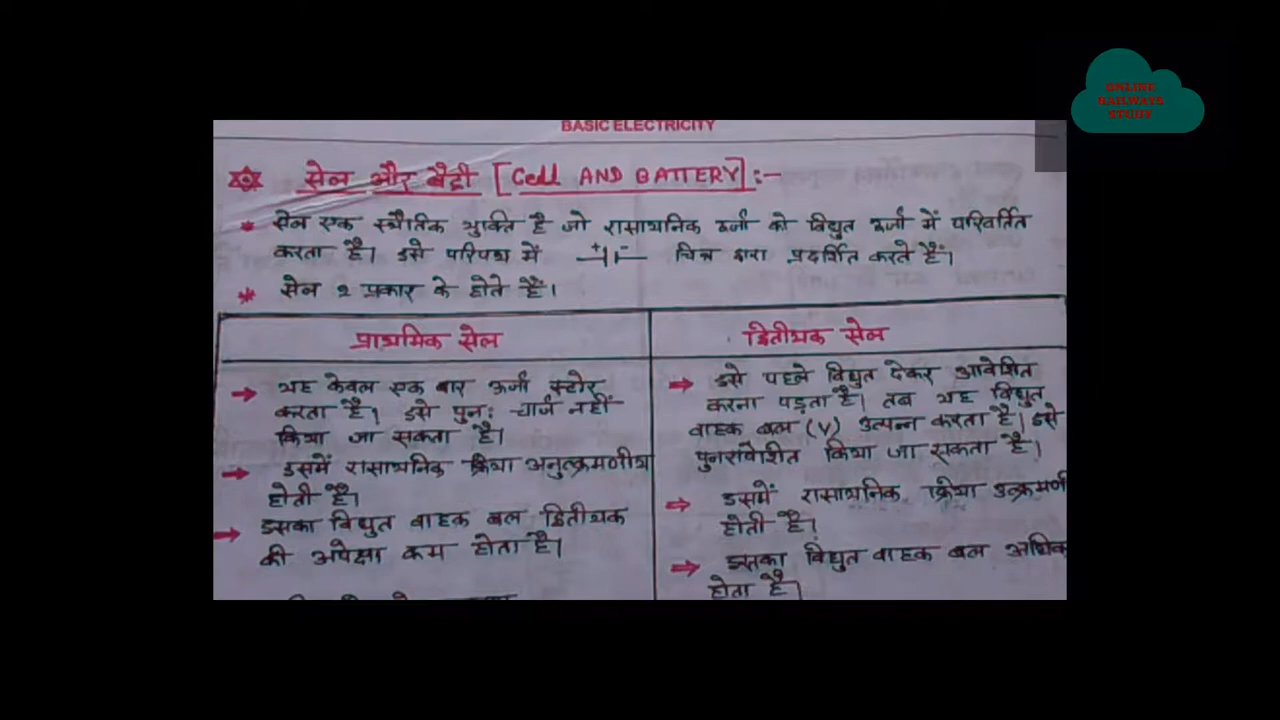 ONLINE
RAILWAYS
STUDY
BASIC ELECTRICITY
सेल और बैट्री [Cell AND BATTERY]:-
* सेल एक स्थैतिक युक्ति है जो रासायनिक ऊर्जा को विद्युत ऊर्जा में परिवर्तित
करता है। इसे परिपथ में + - चिन्न द्वारा प्रदर्शित करते हैं।
* सेल २ प्रकार के होते हैं।
प्राथमिक सेल
→ यह केवल एक बार ऊर्जा स्टोर
करता है। इसे पुनः चार्ज नहीं
किया जा सकता है।
→ इसमें रासायनिक क्रिया अनुत्क्रमणीय
होती है।
→ इसका विद्युत वाहक बल द्वितीयक
की अपेक्षा कम होता है।
द्वितीयक सेल
→ इसे पहले विद्युत देकर आवेशित
करना पड़ता है। तब यह विद्युत
वाहक बल (V) उत्पन्न करता है। इसे
पुनरावेशित किया जा सकता है।
→ इसमें रासायनिक क्रिया उत्क्रमणी
होती है।
→ इसका विद्युत वाहक बल अधिक
होता है।